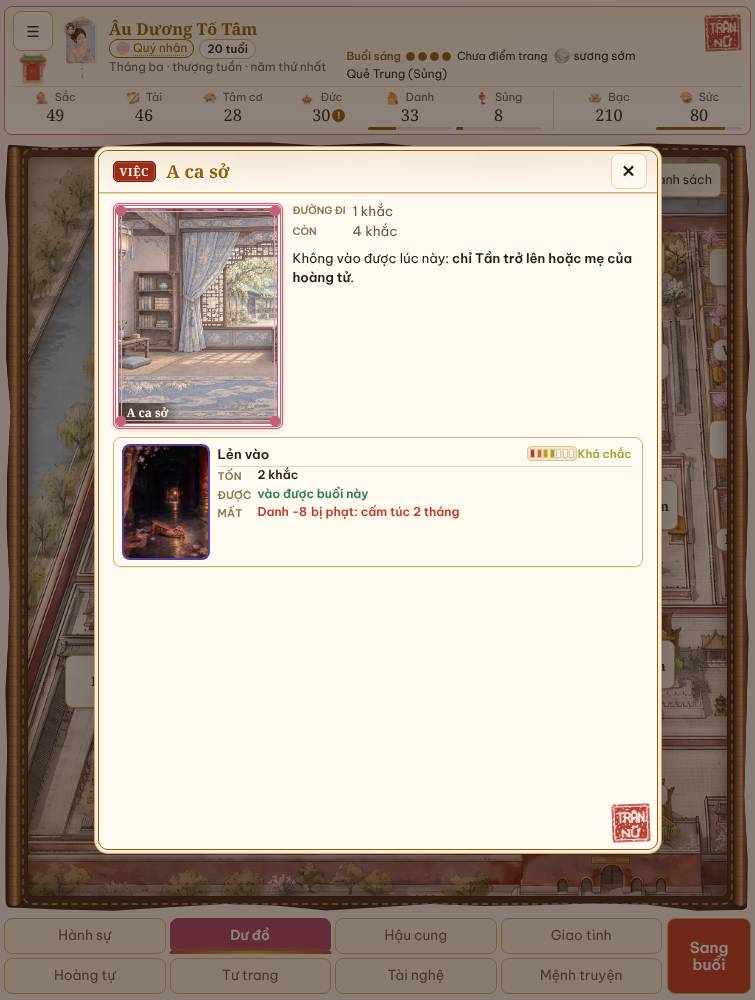 Âu Dương Tố Tâm
Quý nhân 20 tuổi
Tháng ba · thượng tuần · năm thứ nhất
Buổi sáng Chưa điểm trang sương sớm
Quẻ Trung (Sủng)
TRÂN NỮ
Sắc Tài Tâm cơ Đức Danh Sủng Bạc Sức
49 46 28 30 ! 33 8 210 80
anh sách
VIỆC A ca sở
ĐƯỜNG ĐI 1 khắc
CÒN 4 khắc
Không vào được lúc này: chỉ Tần trở lên hoặc mẹ của
hoàng tử.
A ca sở
Lẻn vào Khá chắc
TỐN 2 khắc
ĐƯỢC vào được buổi này
MẤT Danh -8 bị phạt: cấm túc 2 tháng
TRÂN NỮ
Hành sự Dư đồ Hậu cung Giao tình
Hoàng tự Tư trang Tài nghệ Mệnh truyện
Sang
buổi